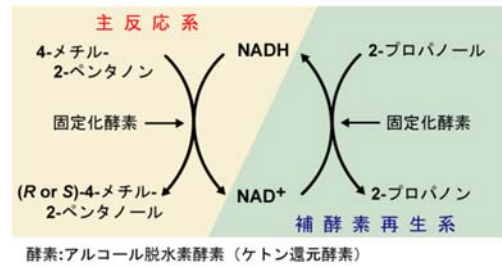 主反応系
4-メチル-
2-ペンタノン
NADH
2-プロパノール
固定化酵素
固定化酵素
(R or S)-4-メチル-
2-ペンタノール
NAD+
2-プロパノン
補酵素再生系
酵素:アルコール脱水素酵素（ケトン還元酵素）